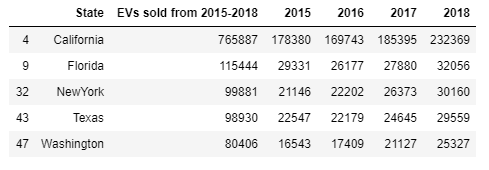 State EVs sold from 2015-2018 2015 2016 2017 2018
4 California 765887 178380 169743 185395 232369
9 Florida 115444 29331 26177 27880 32056
32 NewYork 99881 21146 22202 26373 30160
43 Texas 98930 22547 22179 24645 29559
47 Washington 80406 16543 17409 21127 25327